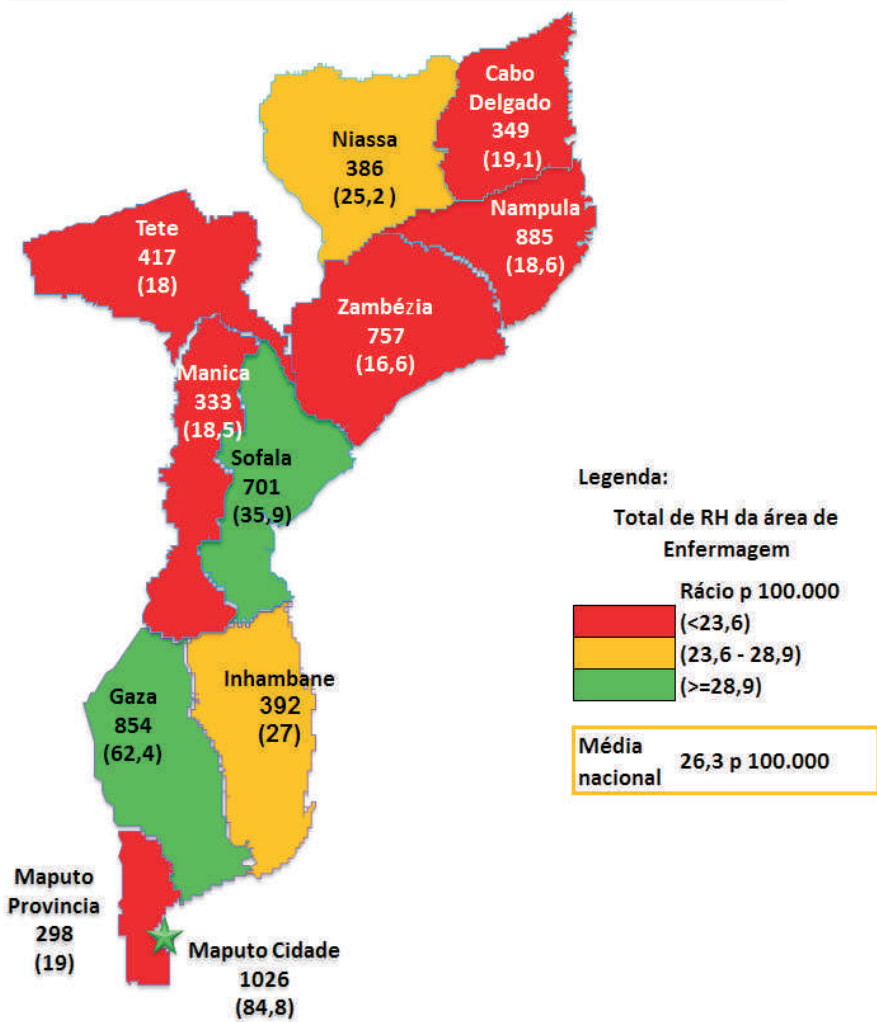 Cabo
Delgado
349
(19,1)
Niassa
386
(25,2 )
Nampula
885
(18,6)
Tete
417
(18)
Zambézia
757
(16,6)
Manica
333
(18,5)
Sofala
701
(35,9)
Legenda:
Total de RH da área de
Enfermagem
Rácio p 100.000
(<23,6)
(23,6 - 28,9)
(>=28,9)
Média
nacional
26,3 p 100.000
Inhambane
392
(27)
Gaza
854
(62,4)
Maputo
Provincia
298
(19)
Maputo Cidade
1026
(84,8)